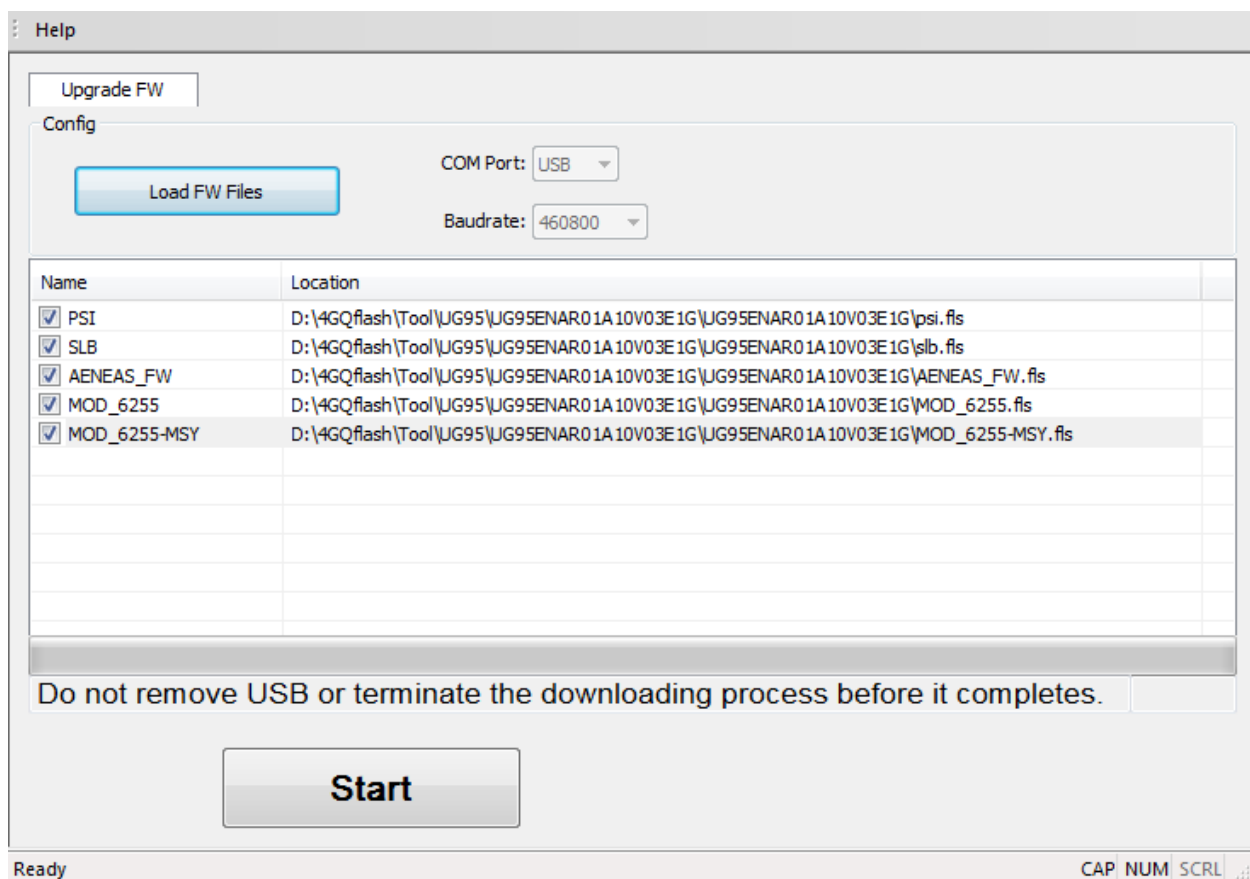 Help
Upgrade FW
Config
Load FW Files
COM Port: USB
Baudrate: 460800
Name Location
PSI D:\4GQflash\Tool\UG95\UG95ENAR01A10V03E1G\UG95ENAR01A10V03E1G\psi.fls
SLB D:\4GQflash\Tool\UG95\UG95ENAR01A10V03E1G\UG95ENAR01A10V03E1G\slb.fls
AENEAS_FW D:\4GQflash\Tool\UG95\UG95ENAR01A10V03E1G\UG95ENAR01A10V03E1G\AENEAS_FW.fls
MOD_6255 D:\4GQflash\Tool\UG95\UG95ENAR01A10V03E1G\UG95ENAR01A10V03E1G\MOD_6255.fls
MOD_6255-MSY D:\4GQflash\Tool\UG95\UG95ENAR01A10V03E1G\UG95ENAR01A10V03E1G\MOD_6255-MSY.fls
Do not remove USB or terminate the downloading process before it completes.
Start
Ready CAP NUM SCRL